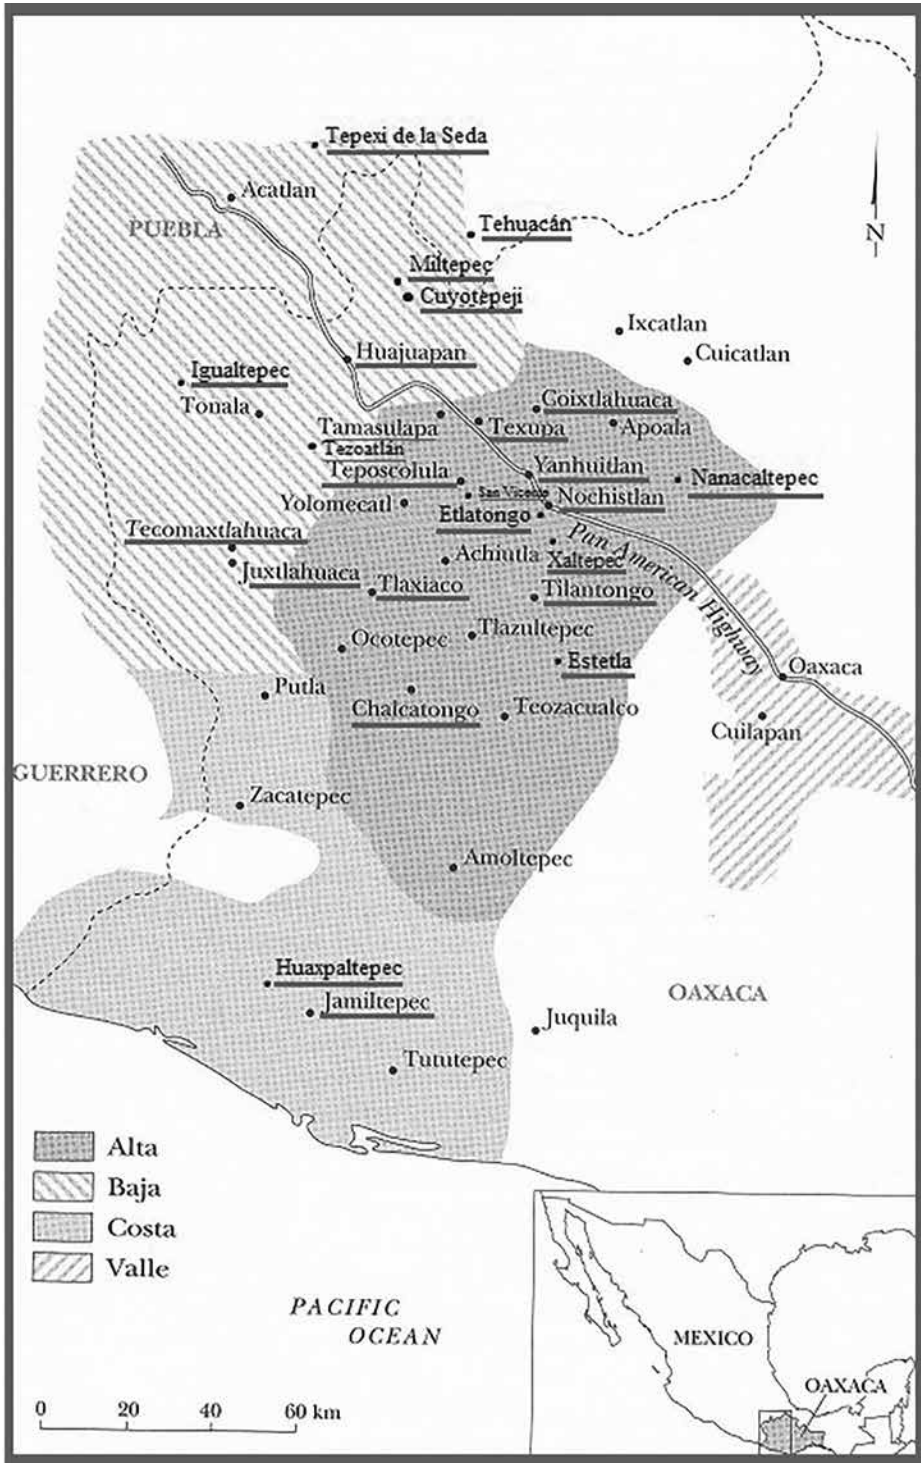 Tepexi de la Seda
Acatlan
PUEBLA
Tehuacán
N
Miltepec
Cuyotepeji
Ixcatlan
Huajuapan
Cuicatlan
Igualtepec
Coixtlahuaca
Tonala
Tamasulapa
Texupa
Apoala
Tezoatlán
Teposcolula
Yanhuitlan
Nanacaltepec
San Vicente
Yolomecatl
Nochistlan
Etlatongo
Tecomaxtlahuaca
Pan American Highway
Achiutla
Xaltepec
Juxtlahuaca
Tlaxiaco
Tilantongo
Tlazultepec
Ocotepec
Estetla
Oaxaca
Putla
Chalcatongo
Teozacualco
Cuilapan
GUERRERO
Zacatepec
Amoltepec
Huaxpaltepec
OAXACA
Jamiltepec
Juquila
Tututepec
Alta
Baja
Costa
Valle
PACIFIC
OCEAN
MEXICO
OAXACA
0 20 40 60 km